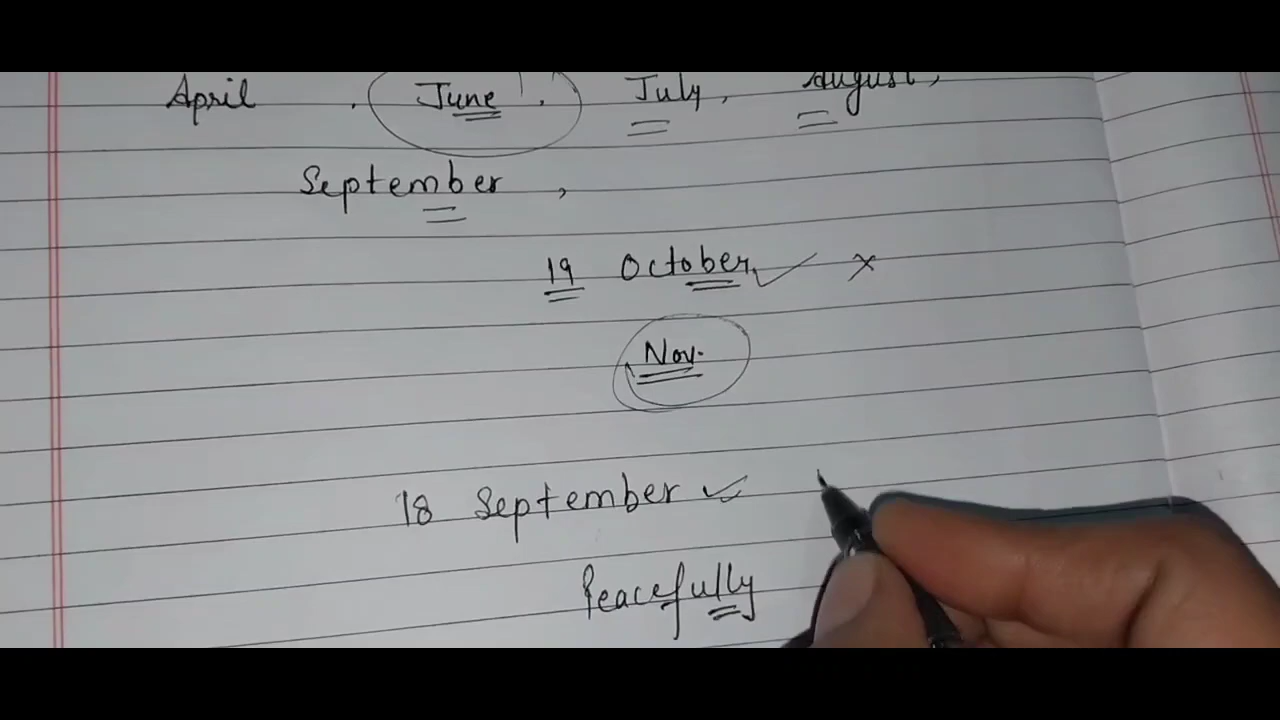 April . June . July, August,
September ,
19 October ✓ ×
Nov.
18 September ✓
Peacefully